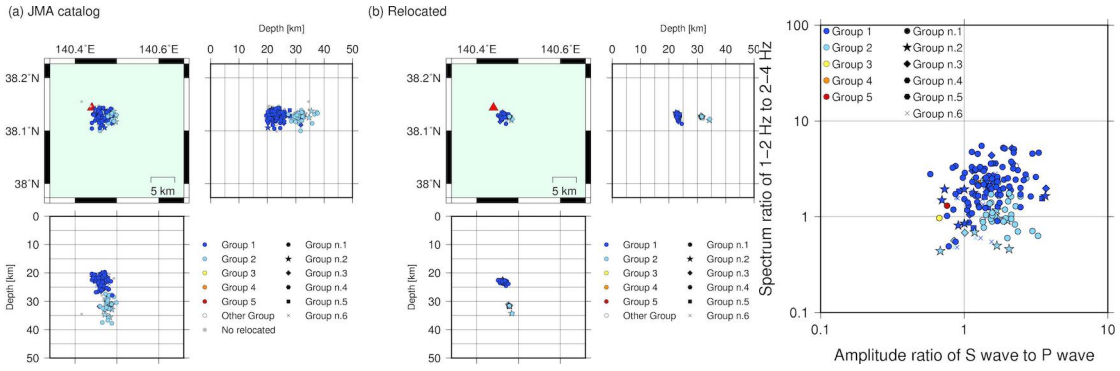 (a) JMA catalog
Depth [km]
140.4°E 140.6°E 0 10 20 30 40 50
38.2°N
38.1°N
38°N
5 km
0
10
20
30
40
50
Depth [km]
Group 1 Group n.1
Group 2 Group n.2
Group 3 Group n.3
Group 4 Group n.4
Group 5 Group n.5
Other Group Group n.6
No relocated
(b) Relocated
Depth [km]
140.4°E 140.6°E 0 10 20 30 40 50
38.2°N
38.1°N
38°N
5 km
0
10
20
30
40
50
Depth [km]
Group 1 Group n.1
Group 2 Group n.2
Group 3 Group n.3
Group 4 Group n.4
Group 5 Group n.5
Other Group Group n.6
Spectrum ratio of 1−2 Hz to 2−4 Hz
100
10
1
0.1
Group 1 Group n.1
Group 2 Group n.2
Group 3 Group n.3
Group 4 Group n.4
Group 5 Group n.5
Group n.6
0.1 1 10
Amplitude ratio of S wave to P wave